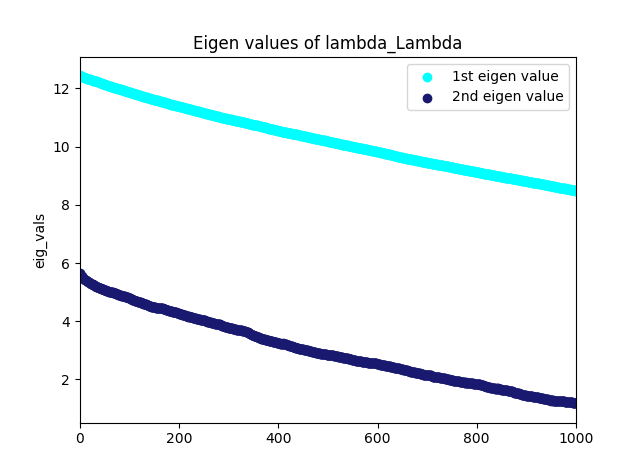 Eigen values of lambda_Lambda
1st eigen value
2nd eigen value
eig_vals
12
10
8
6
4
2
0 200 400 600 800 1000